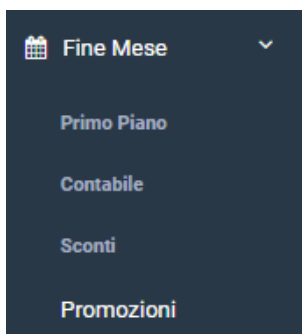 Fine Mese
Primo Piano
Contabile
Sconti
Promozioni